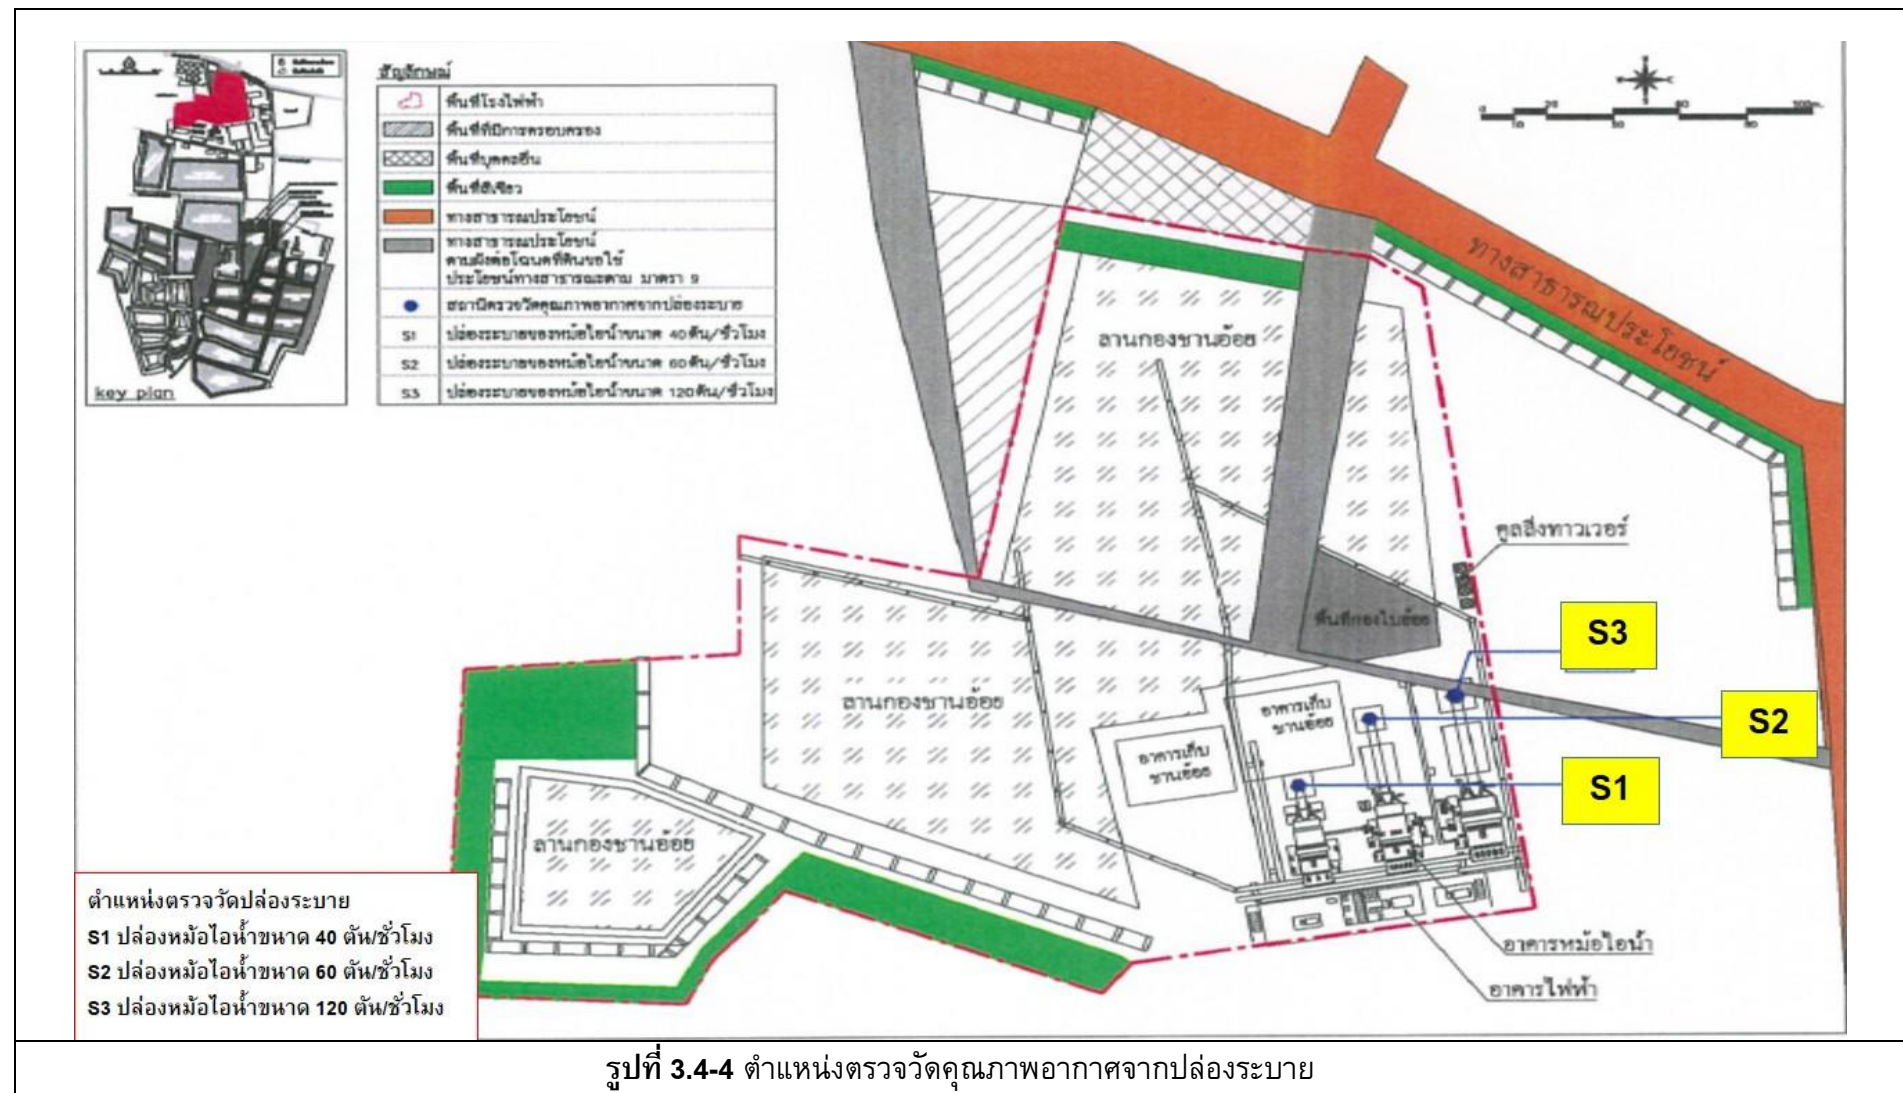 key plan
สัญลักษณ์
พื้นที่โรงไฟฟ้า
พื้นที่ที่มีการครอบครอง
พื้นที่บุคคลอื่น
พื้นที่สีเขียว
ทางสาธารณประโยชน์
ทางสาธารณประโยชน์
ตามผังต่อโฉนดที่ดินขอใช้
ประโยชน์ทางสาธารณะตาม มาตรา 9
สถานีตรวจวัดคุณภาพอากาศจากปล่องระบาย
S1 ปล่องระบายของหม้อไอน้ำขนาด 40 ตัน/ชั่วโมง
S2 ปล่องระบายของหม้อไอน้ำขนาด 60 ตัน/ชั่วโมง
S3 ปล่องระบายของหม้อไอน้ำขนาด 120 ตัน/ชั่วโมง
ทางสาธารณประโยชน์
ลานกองชานอ้อย
คูลลิ่งทาวเวอร์
พื้นที่กองใบอ้อย
S3
ลานกองชานอ้อย
อาคารเก็บ
ชานอ้อย
S2
อาคารเก็บ
ชานอ้อย
S1
ลานกองชานอ้อย
อาคารหม้อไอน้ำ
อาคารไฟฟ้า
ตำแหน่งตรวจวัดปล่องระบาย
S1 ปล่องหม้อไอน้ำขนาด 40 ตัน/ชั่วโมง
S2 ปล่องหม้อไอน้ำขนาด 60 ตัน/ชั่วโมง
S3 ปล่องหม้อไอน้ำขนาด 120 ตัน/ชั่วโมง
รูปที่ 3.4-4 ตำแหน่งตรวจวัดคุณภาพอากาศจากปล่องระบาย